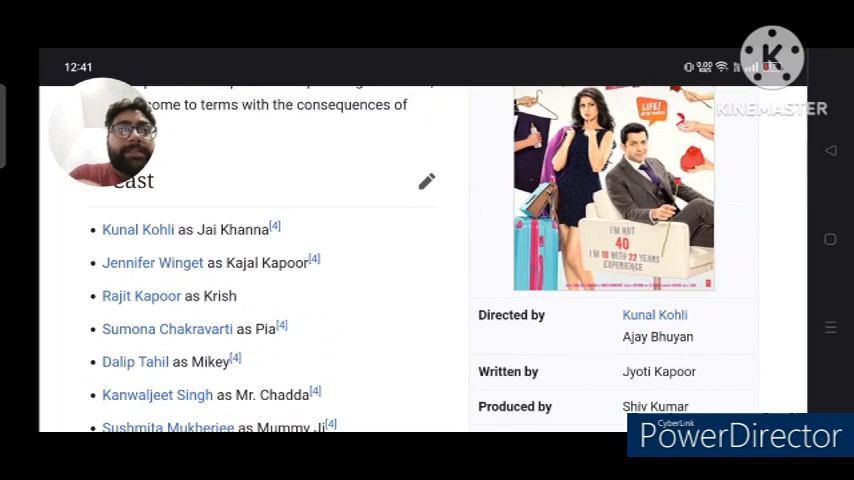 12:41
0.00
KB/S
KINEMASTER
come to terms with the consequences of
cast
Kunal Kohli as Jai Khanna[4]
Jennifer Winget as Kajal Kapoor[4]
Rajit Kapoor as Krish
Sumona Chakravarti as Pia[4]
Dalip Tahil as Mikey[4]
Kanwaljeet Singh as Mr. Chadda[4]
Sushmita Mukherjee as Mummy Ji[4]
LIFE!
I'M NOT
40
I'M 18 WITH 22 YEARS
EXPERIENCE
Directed by Kunal Kohli
Ajay Bhuyan
Written by Jyoti Kapoor
Produced by Shiv Kumar
CyberLink
PowerDirector